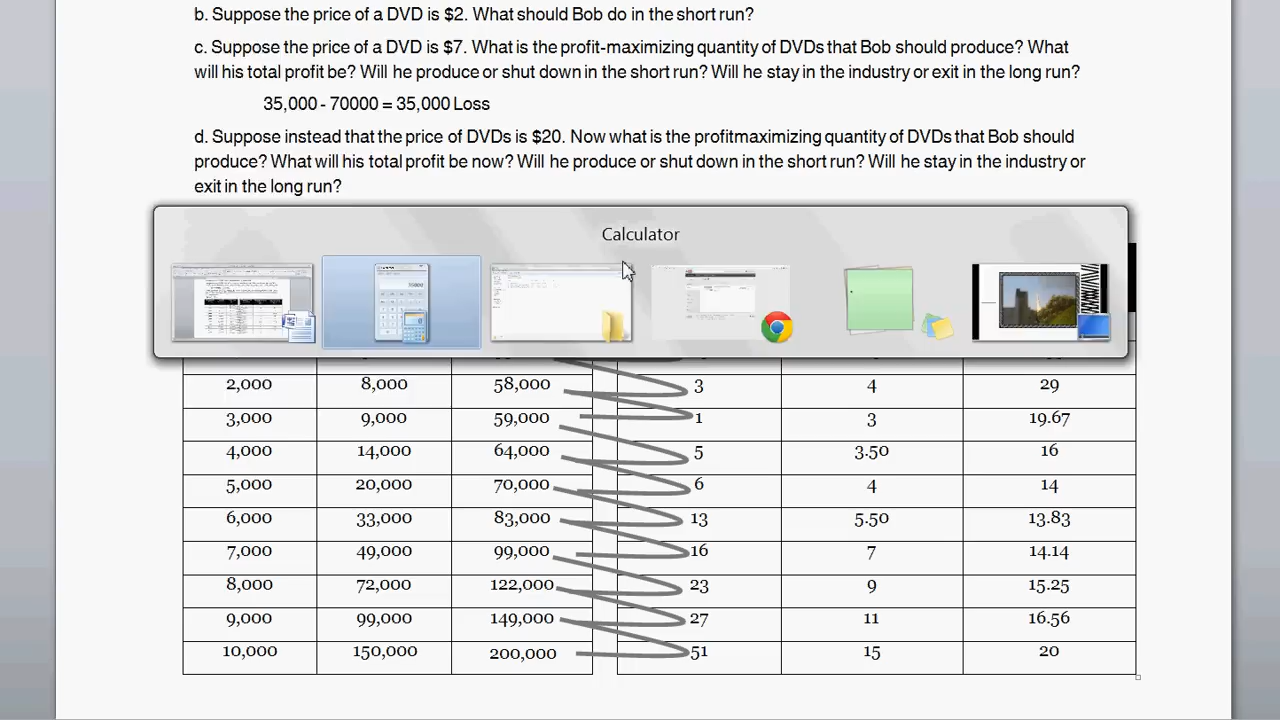 b. Suppose the price of a DVD is $2. What should Bob do in the short run?
c. Suppose the price of a DVD is $7. What is the profit-maximizing quantity of DVDs that Bob should produce? What
will his total profit be? Will he produce or shut down in the short run? Will he stay in the industry or exit in the long run?
35,000 - 70000 = 35,000 Loss
d. Suppose instead that the price of DVDs is $20. Now what is the profitmaximizing quantity of DVDs that Bob should
produce? What will his total profit be now? Will he produce or shut down in the short run? Will he stay in the industry or
exit in the long run?
Calculator
2,000 8,000 58,000 3 4 29
3,000 9,000 59,000 1 3 19.67
4,000 14,000 64,000 5 3.50 16
5,000 20,000 70,000 6 4 14
6,000 33,000 83,000 13 5.50 13.83
7,000 49,000 99,000 16 7 14.14
8,000 72,000 122,000 23 9 15.25
9,000 99,000 149,000 27 11 16.56
10,000 150,000 200,000 51 15 20